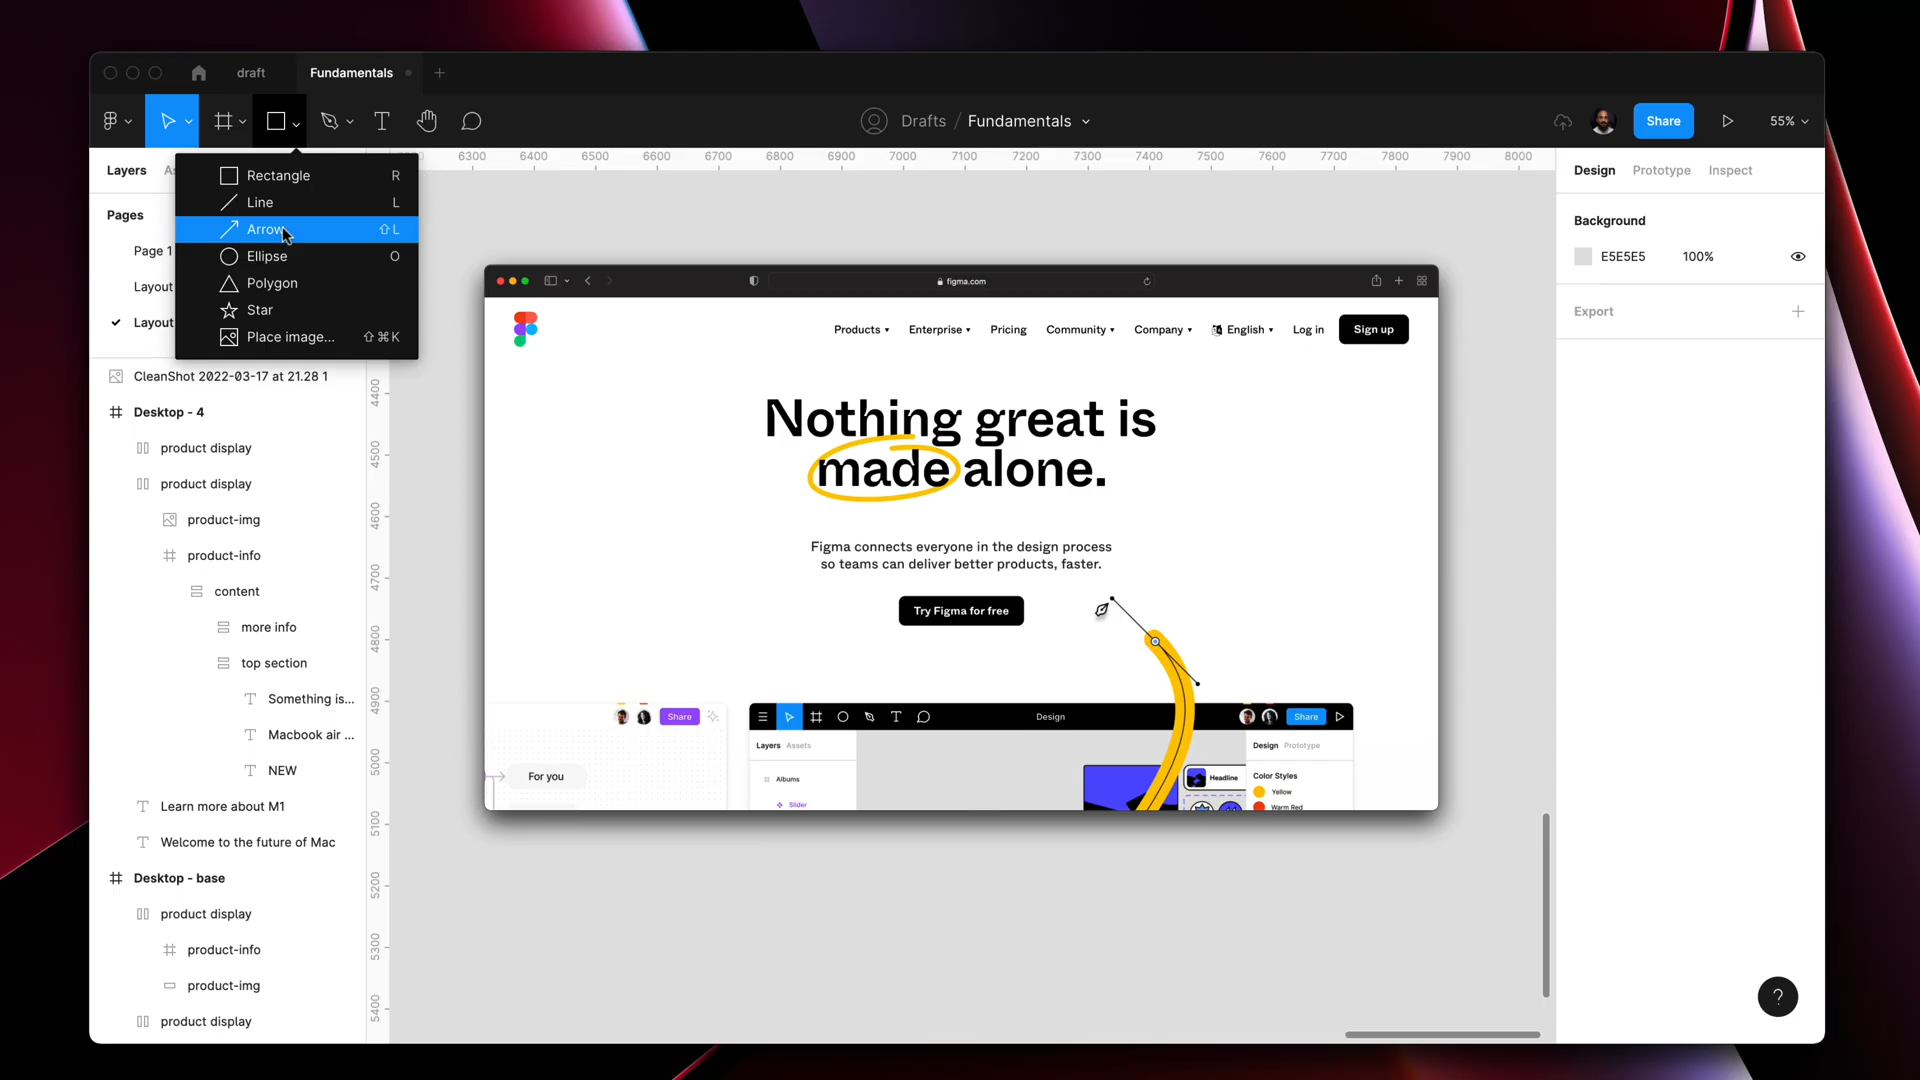 draft
Fundamentals
Drafts / Fundamentals
Share
55%
Layers
Rectangle R
Line L
Arrow ⇧L
Ellipse O
Polygon
Star
Place image... ⇧⌘K
Pages
Page 1
Layout
Layout
CleanShot 2022-03-17 at 21.28 1
Desktop - 4
product display
product display
product-img
product-info
content
more info
top section
Something is...
Macbook air ...
NEW
Learn more about M1
Welcome to the future of Mac
Desktop - base
product display
product-info
product-img
product display
6300 6400 6500 6600 6700 6800 6900 7000 7100 7200 7300 7400 7500 7600 7700 7800 7900 8000
4400
4500
4600
4700
4800
4900
5000
5100
5200
5300
5400
figma.com
Products Enterprise Pricing Community Company English Log in Sign up
Nothing great is
made alone.
Figma connects everyone in the design process
so teams can deliver better products, faster.
Try Figma for free
Share
For you
Design
Share
Layers Assets
Albums
Slider
Headline
Design Prototype
Color Styles
Yellow
Warm Red
Design Prototype Inspect
Background
E5E5E5 100%
Export
?